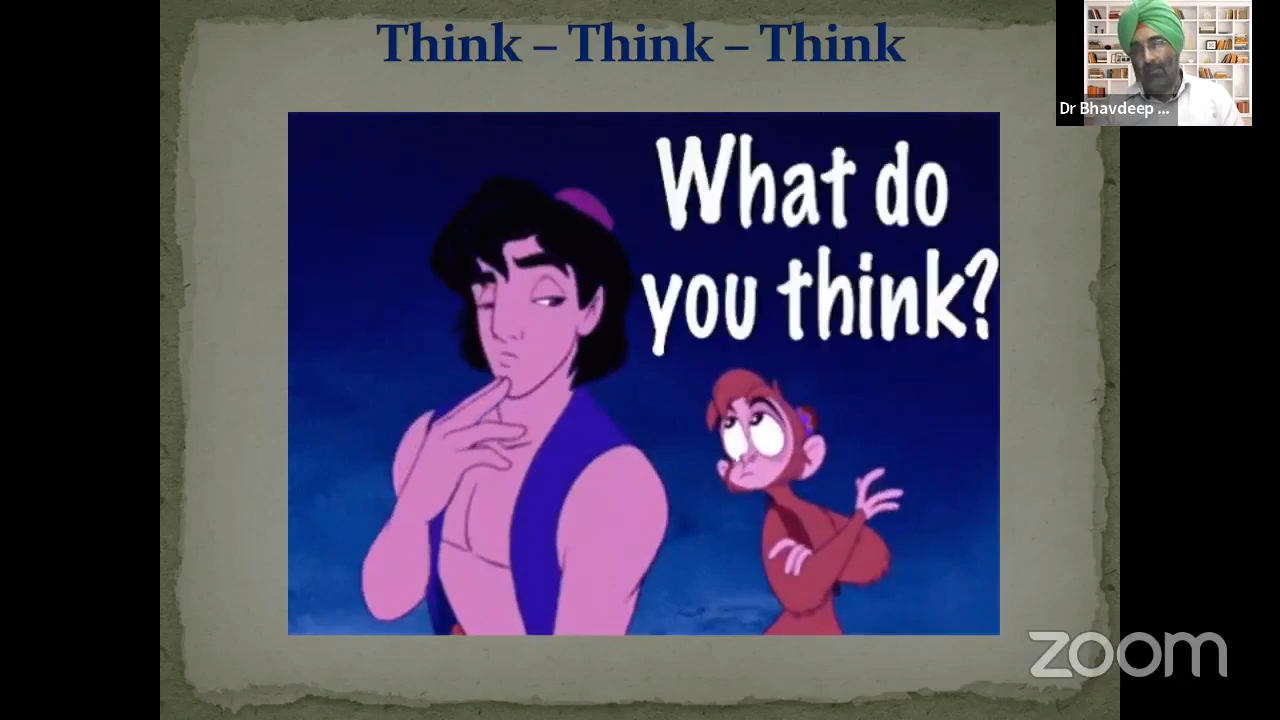 Think – Think – Think
Dr Bhavdeep ...
What do
you think?
zoom